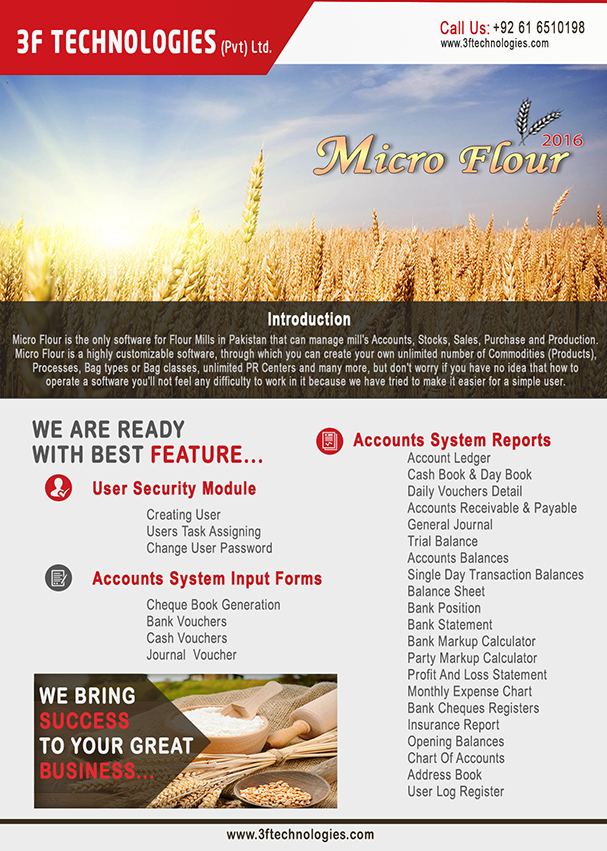 3F TECHNOLOGIES (Pvt) Ltd.
Call Us: +92 61 6510198
www.3ftechnologies.com
Micro Flour 2016
Introduction
Micro Flour is the only software for Flour Mills in Pakistan that can manage mill's Accounts, Stocks, Sales, Purchase and Production.
Micro Flour is a highly customizable software, through which you can create your own unlimited number of Commodities (Products),
Processes, Bag types or Bag classes, unlimited PR Centers and many more, but don't worry if you have no idea that how to
operate a software you'll not feel any difficulty to work in it because we have tried to make it easier for a simple user.
WE ARE READY
WITH BEST FEATURE...
User Security Module
Creating User
Users Task Assigning
Change User Password
Accounts System Input Forms
Cheque Book Generation
Bank Vouchers
Cash Vouchers
Journal Voucher
WE BRING
SUCCESS
TO YOUR GREAT
BUSINESS...
Accounts System Reports
Account Ledger
Cash Book & Day Book
Daily Vouchers Detail
Accounts Receivable & Payable
General Journal
Trial Balance
Accounts Balances
Single Day Transaction Balances
Balance Sheet
Bank Position
Bank Statement
Bank Markup Calculator
Party Markup Calculator
Profit And Loss Statement
Monthly Expense Chart
Bank Cheques Registers
Insurance Report
Opening Balances
Chart Of Accounts
Address Book
User Log Register
www.3ftechnologies.com